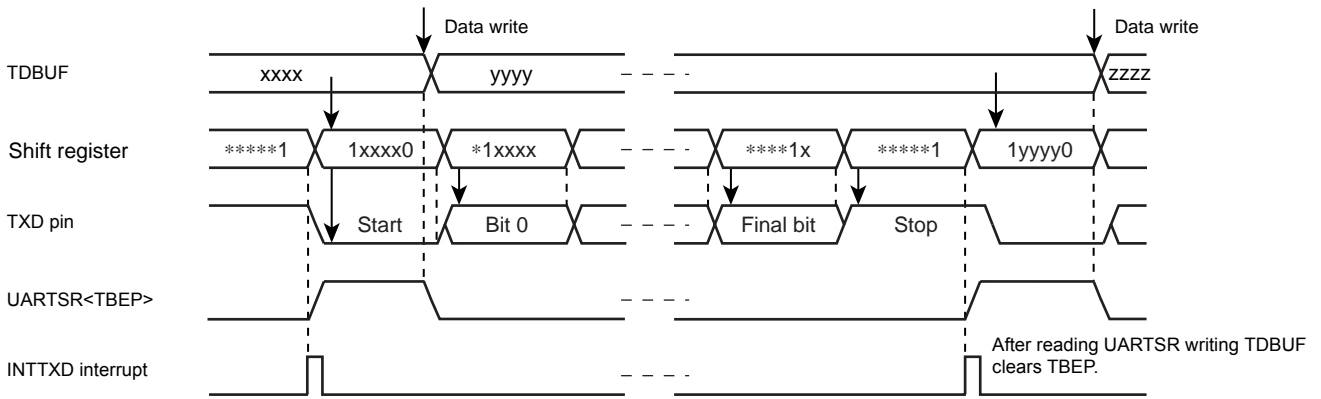 Data write Data write
TDBUF xxxx yyyy zzzz
Shift register *****1 1xxxx0 *1xxxx ****1x *****1 1yyyy0
TXD pin Start Bit 0 Final bit Stop
UARTSR<TBEP>
After reading UARTSR writing TDBUF
INTTXD interrupt clears TBEP.